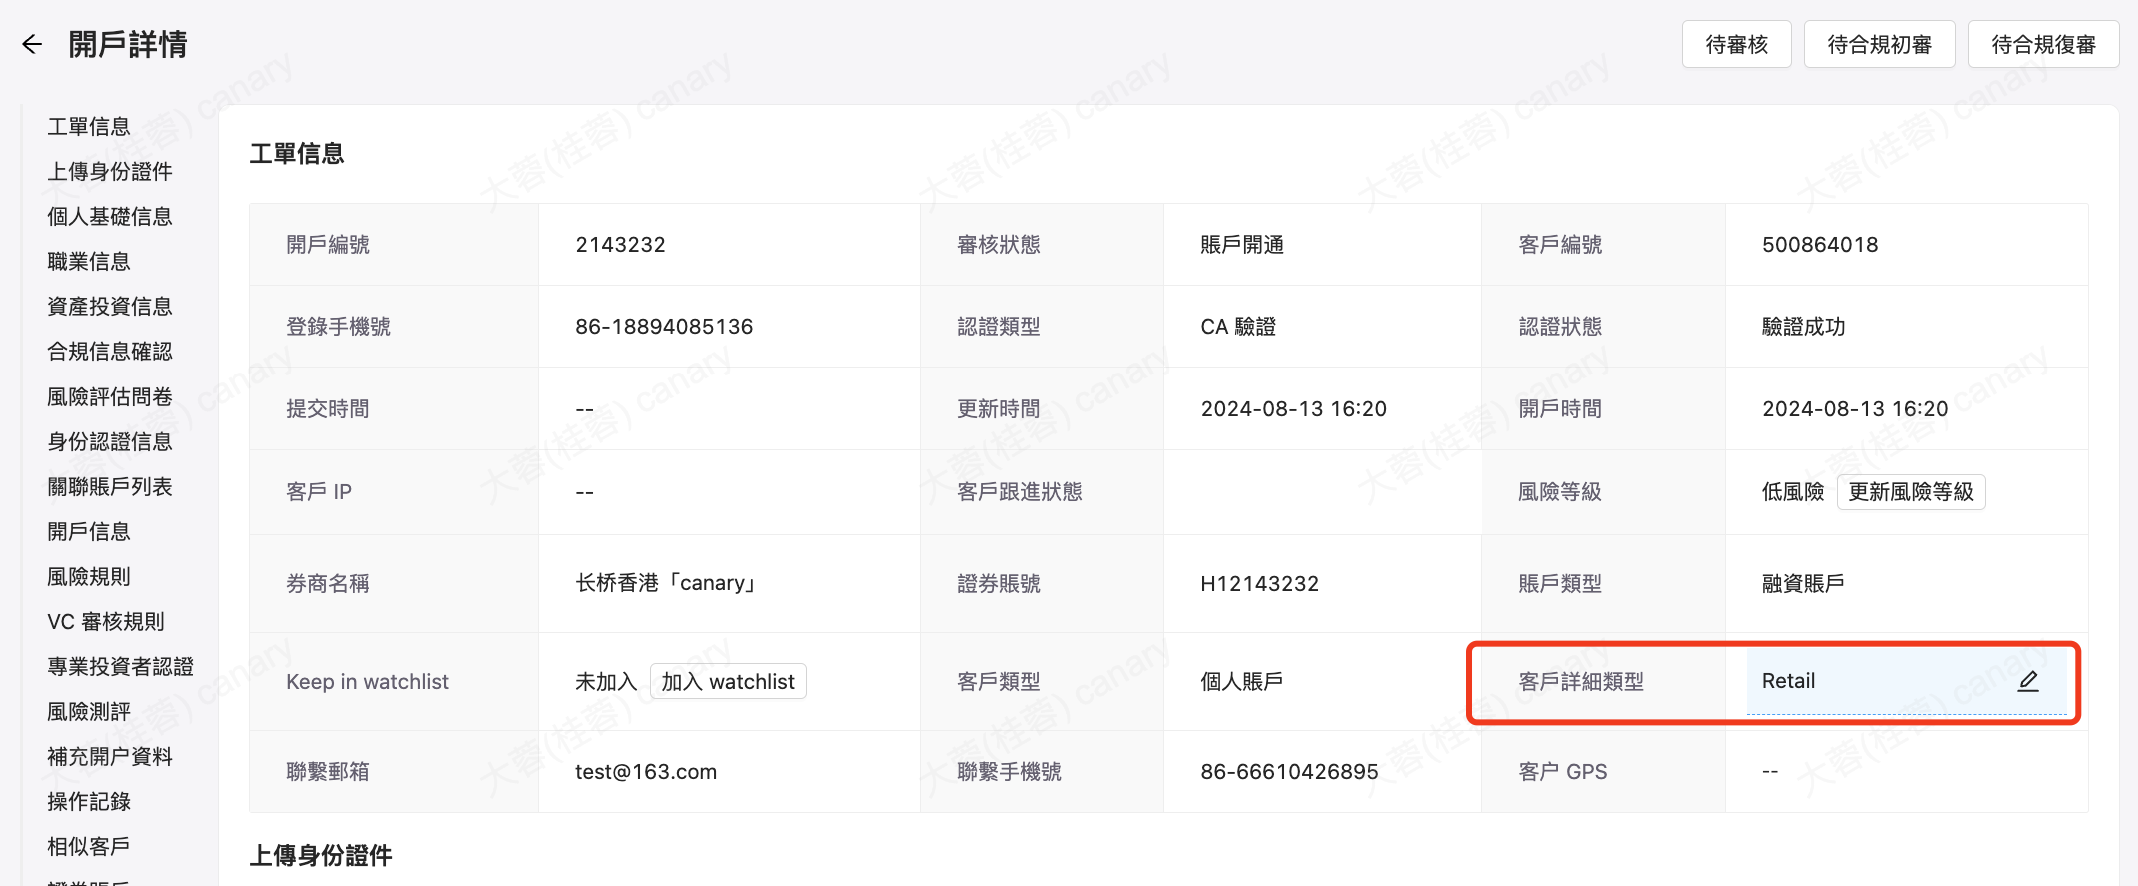 開戶詳情
待審核
待合規初審
待合規復審
工單信息
上傳身份證件
個人基礎信息
職業信息
資產投資信息
合規信息確認
風險評估問卷
身份認證信息
關聯賬戶列表
開戶信息
風險規則
VC 審核規則
專業投資者認證
風險測評
補充開户資料
操作記錄
相似客戶
工單信息
開戶編號 2143232 審核狀態 賬戶開通 客戶編號 500864018
登錄手機號 86-18894085136 認證類型 CA 驗證 認證狀態 驗證成功
提交時間 -- 更新時間 2024-08-13 16:20 開戶時間 2024-08-13 16:20
客戶 IP -- 客戶跟進狀態 風險等級 低風險 更新風險等級
券商名稱 长桥香港「canary」 證券賬號 H12143232 賬戶類型 融資賬戶
Keep in watchlist 未加入 加入 watchlist 客戶類型 個人賬戶 客戶詳細類型 Retail
聯繫郵箱 test@163.com 聯繫手機號 86-66610426895 客户 GPS --
上傳身份證件
大蓉(桂蓉) canary